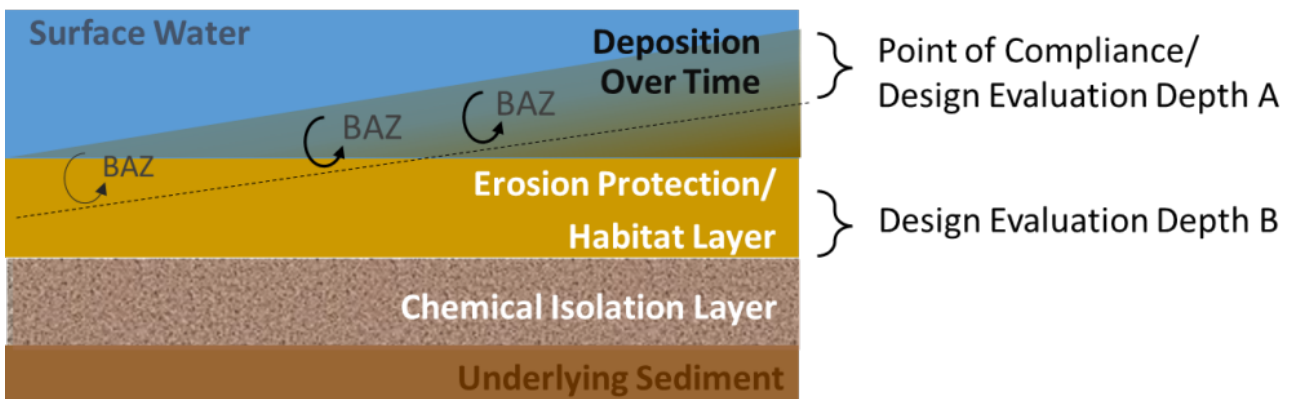 Surface Water
Deposition
Over Time
Point of Compliance/
Design Evaluation Depth A
BAZ
BAZ
BAZ
Erosion Protection/
Habitat Layer
Design Evaluation Depth B
Chemical Isolation Layer
Underlying Sediment